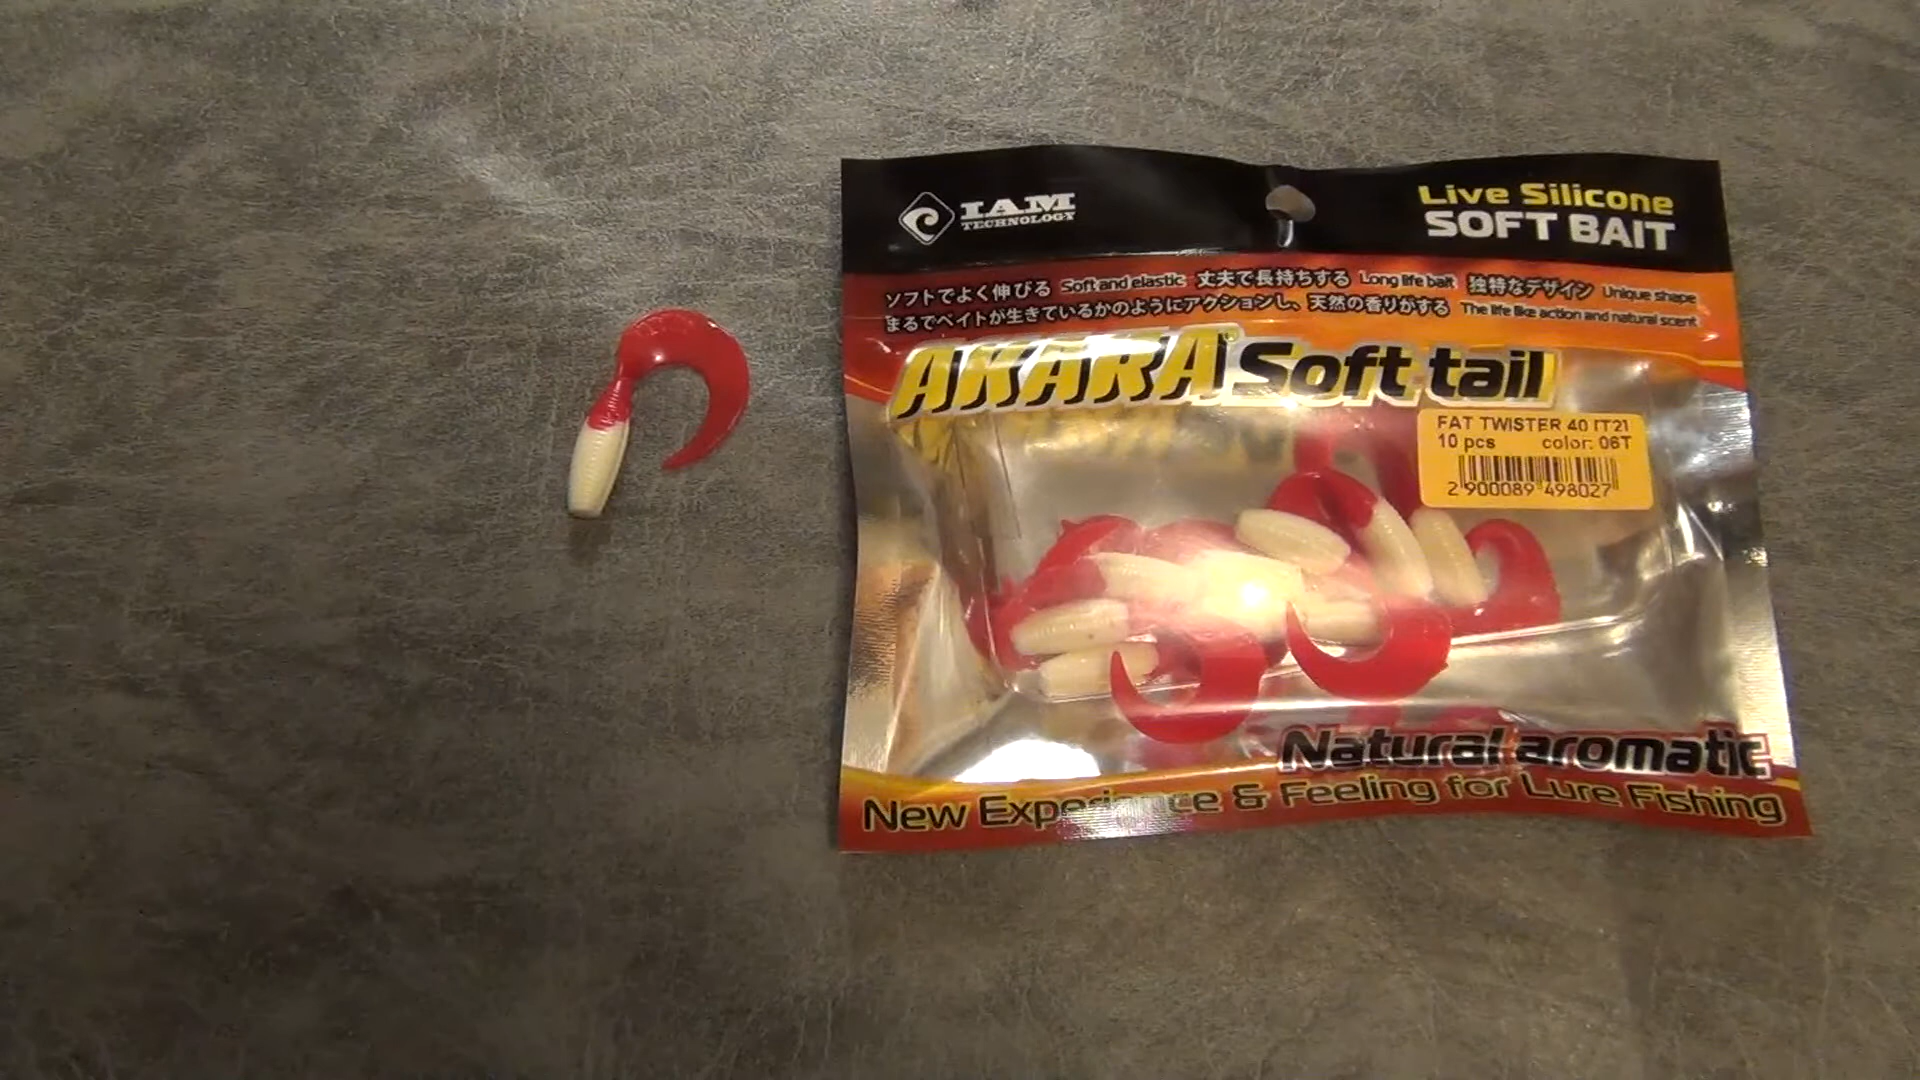 IAM
TECHNOLOGY
Live Silicone
SOFT BAIT
ソフトでよく伸びる Soft and elastic 丈夫で長持ちする Long life bait 独特なデザイン Unique shape
まるでベイトが生きているかのようにアクションし、天然の香りがする The life like action and natural scent
AKARA® Soft tail
FAT TWISTER 40 (T2)
10 pcs color: 06T
2 900089 498027
Natural aromatic
New Experience & Feeling for Lure Fishing